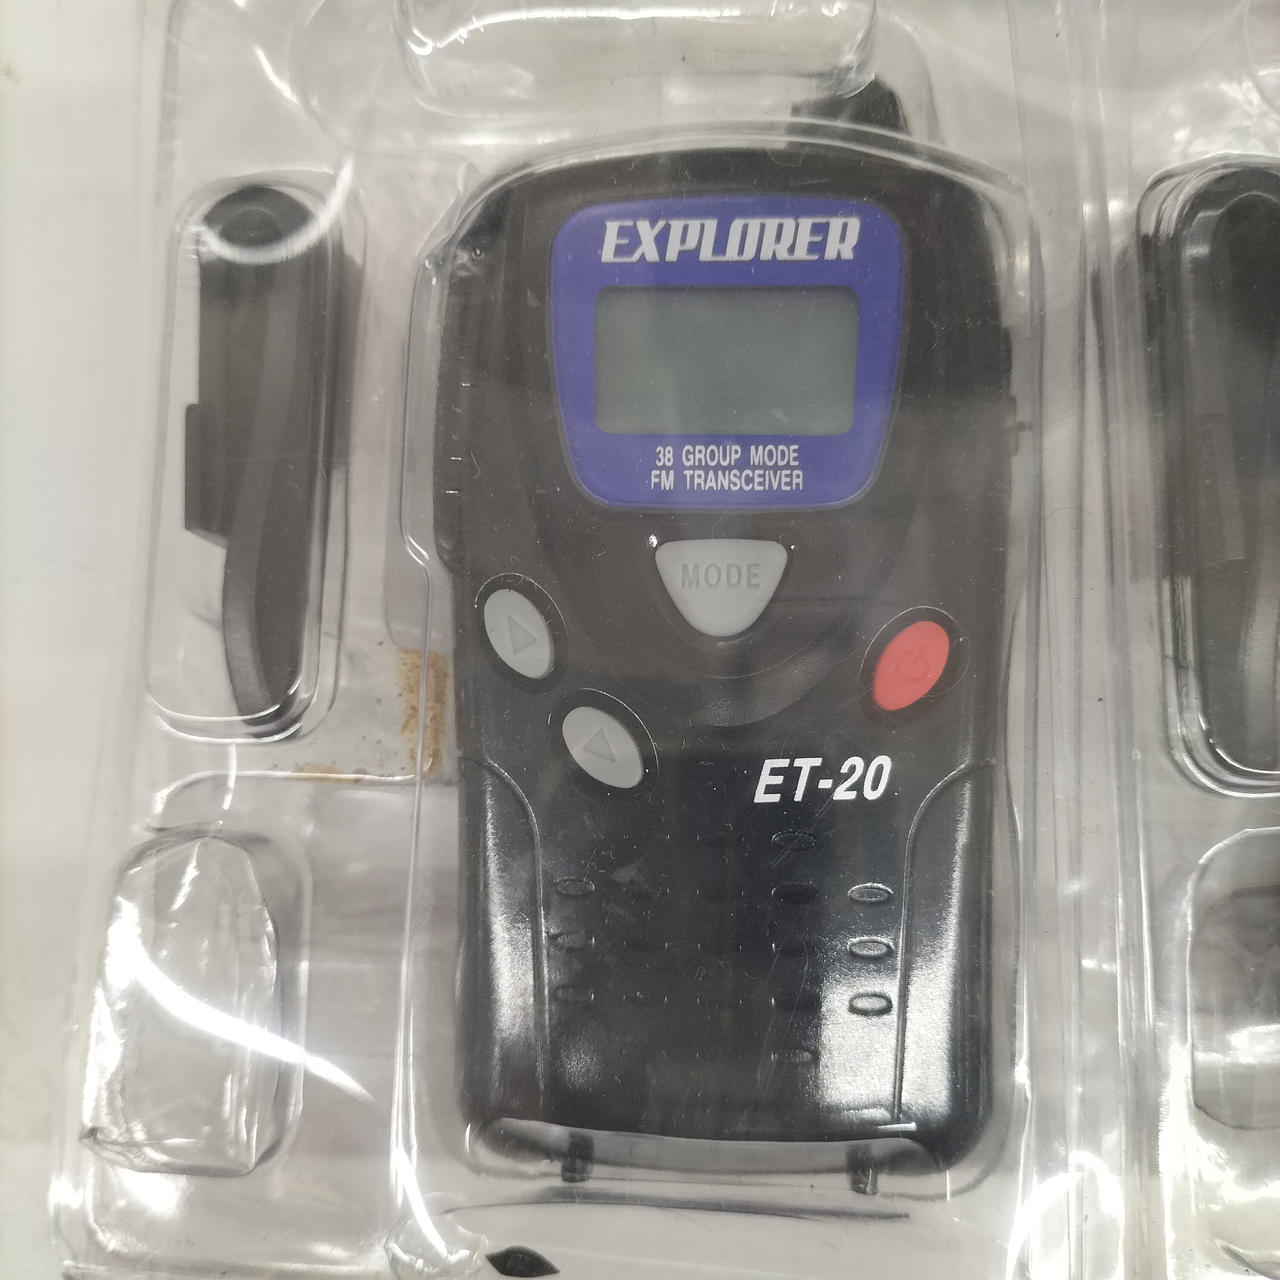 EXPLORER
38 GROUP MODE
FM TRANSCEIVER
MODE
ET-20